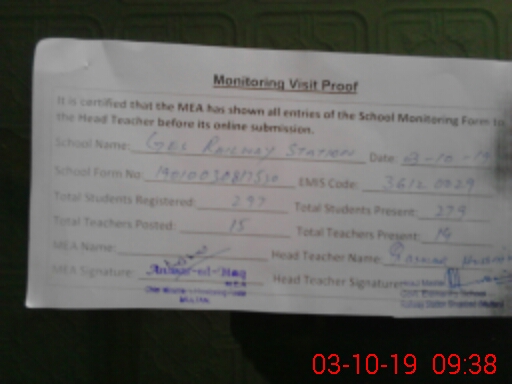 Monitoring Visit Proof
It is certified that the MEA has shown all entries of the School Monitoring Form to
the Head Teacher before its online submission.
School Name: GES RAILWAY STATION Date: 03-10-19
School Form No: EMIS Code: 36120029
Total Students Registered: 297 Total Students Present: 279
Total Teachers Posted: 15 Total Teachers Present: 14
MEA Name: Head Teacher Name:
MEA Signature: Head Teacher Signature:
M.E.A
03-10-19 09:38